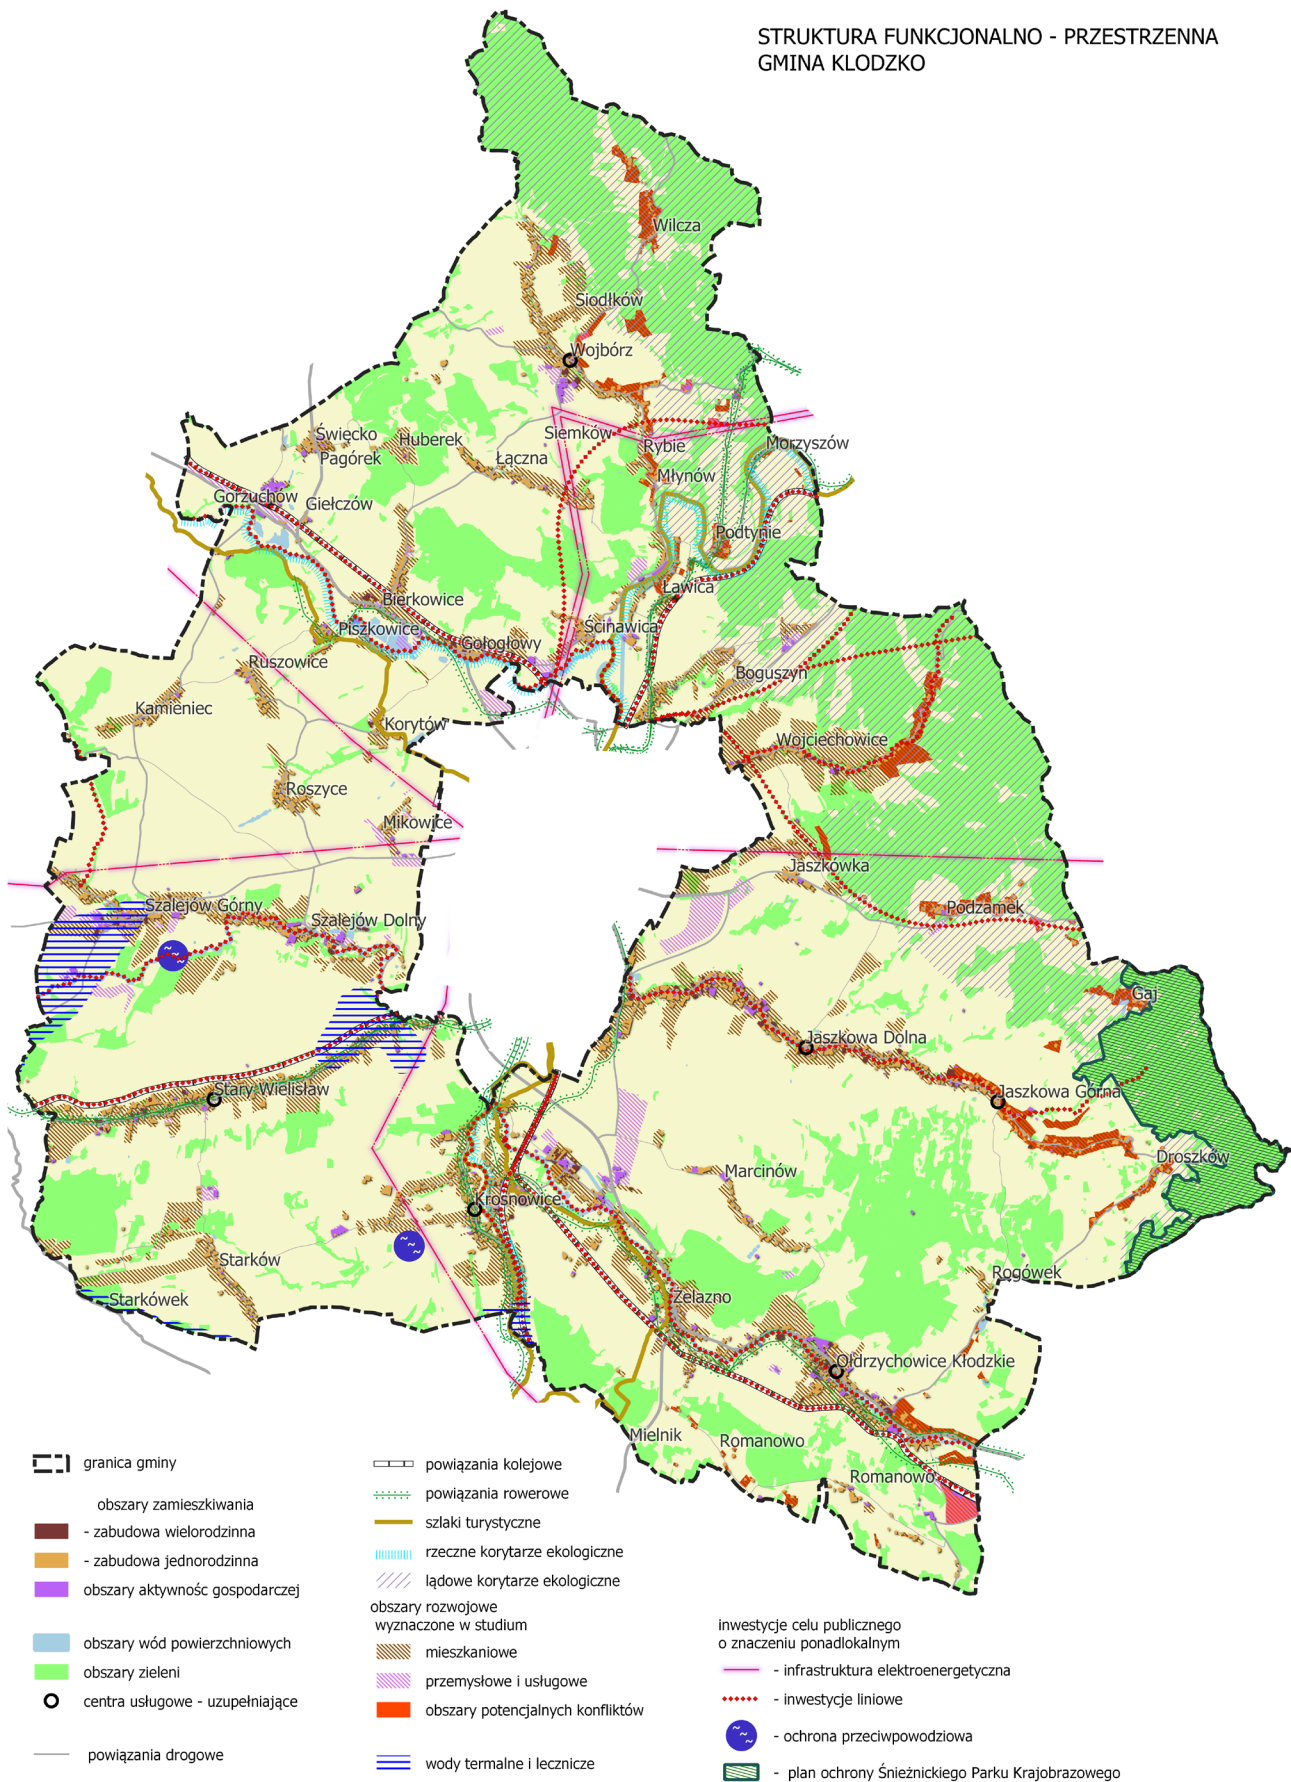 STRUKTURA FUNKCJONALNO - PRZESTRZENNA
GMINA KLODZKO
Wilcza
Siodłków
Wojbórz
Święcko
Pagórek
Huberek
Siemków
Rybie
Morzyszów
Łączna
Młynów
Gorzuchów
Giełczów
Podtynie
Ławica
Bierkowice
Piszkowice
Gołogłowy
Ścinawica
Ruszowice
Boguszyn
Kamieniec
Korytów
Wojciechowice
Roszyce
Mikowice
Jaszkówka
Szalejów Górny
Szalejów Dolny
Podzamek
Gaj
Jaszkowa Dolna
Stary Wielisław
Jaszkowa Górna
Droszków
Marcinów
Krosnowice
Starków
Rogówek
Starkówek
Żelazno
Ołdrzychowice Kłodzkie
Mielnik
Romanowo
Romanowo
granica gminy
obszary zamieszkiwania
- zabudowa wielorodzinna
- zabudowa jednorodzinna
obszary aktywnośc gospodarczej
obszary wód powierzchniowych
obszary zieleni
centra usługowe - uzupełniające
powiązania drogowe
powiązania kolejowe
powiązania rowerowe
szlaki turystyczne
rzeczne korytarze ekologiczne
lądowe korytarze ekologiczne
obszary rozwojowe
wyznaczone w studium
mieszkaniowe
przemysłowe i usługowe
obszary potencjalnych konfliktów
wody termalne i lecznicze
inwestycje celu publicznego
o znaczeniu ponadlokalnym
- infrastruktura elektroenergetyczna
- inwestycje liniowe
- ochrona przeciwpowodziowa
- plan ochrony Śnieżnickiego Parku Krajobrazowego